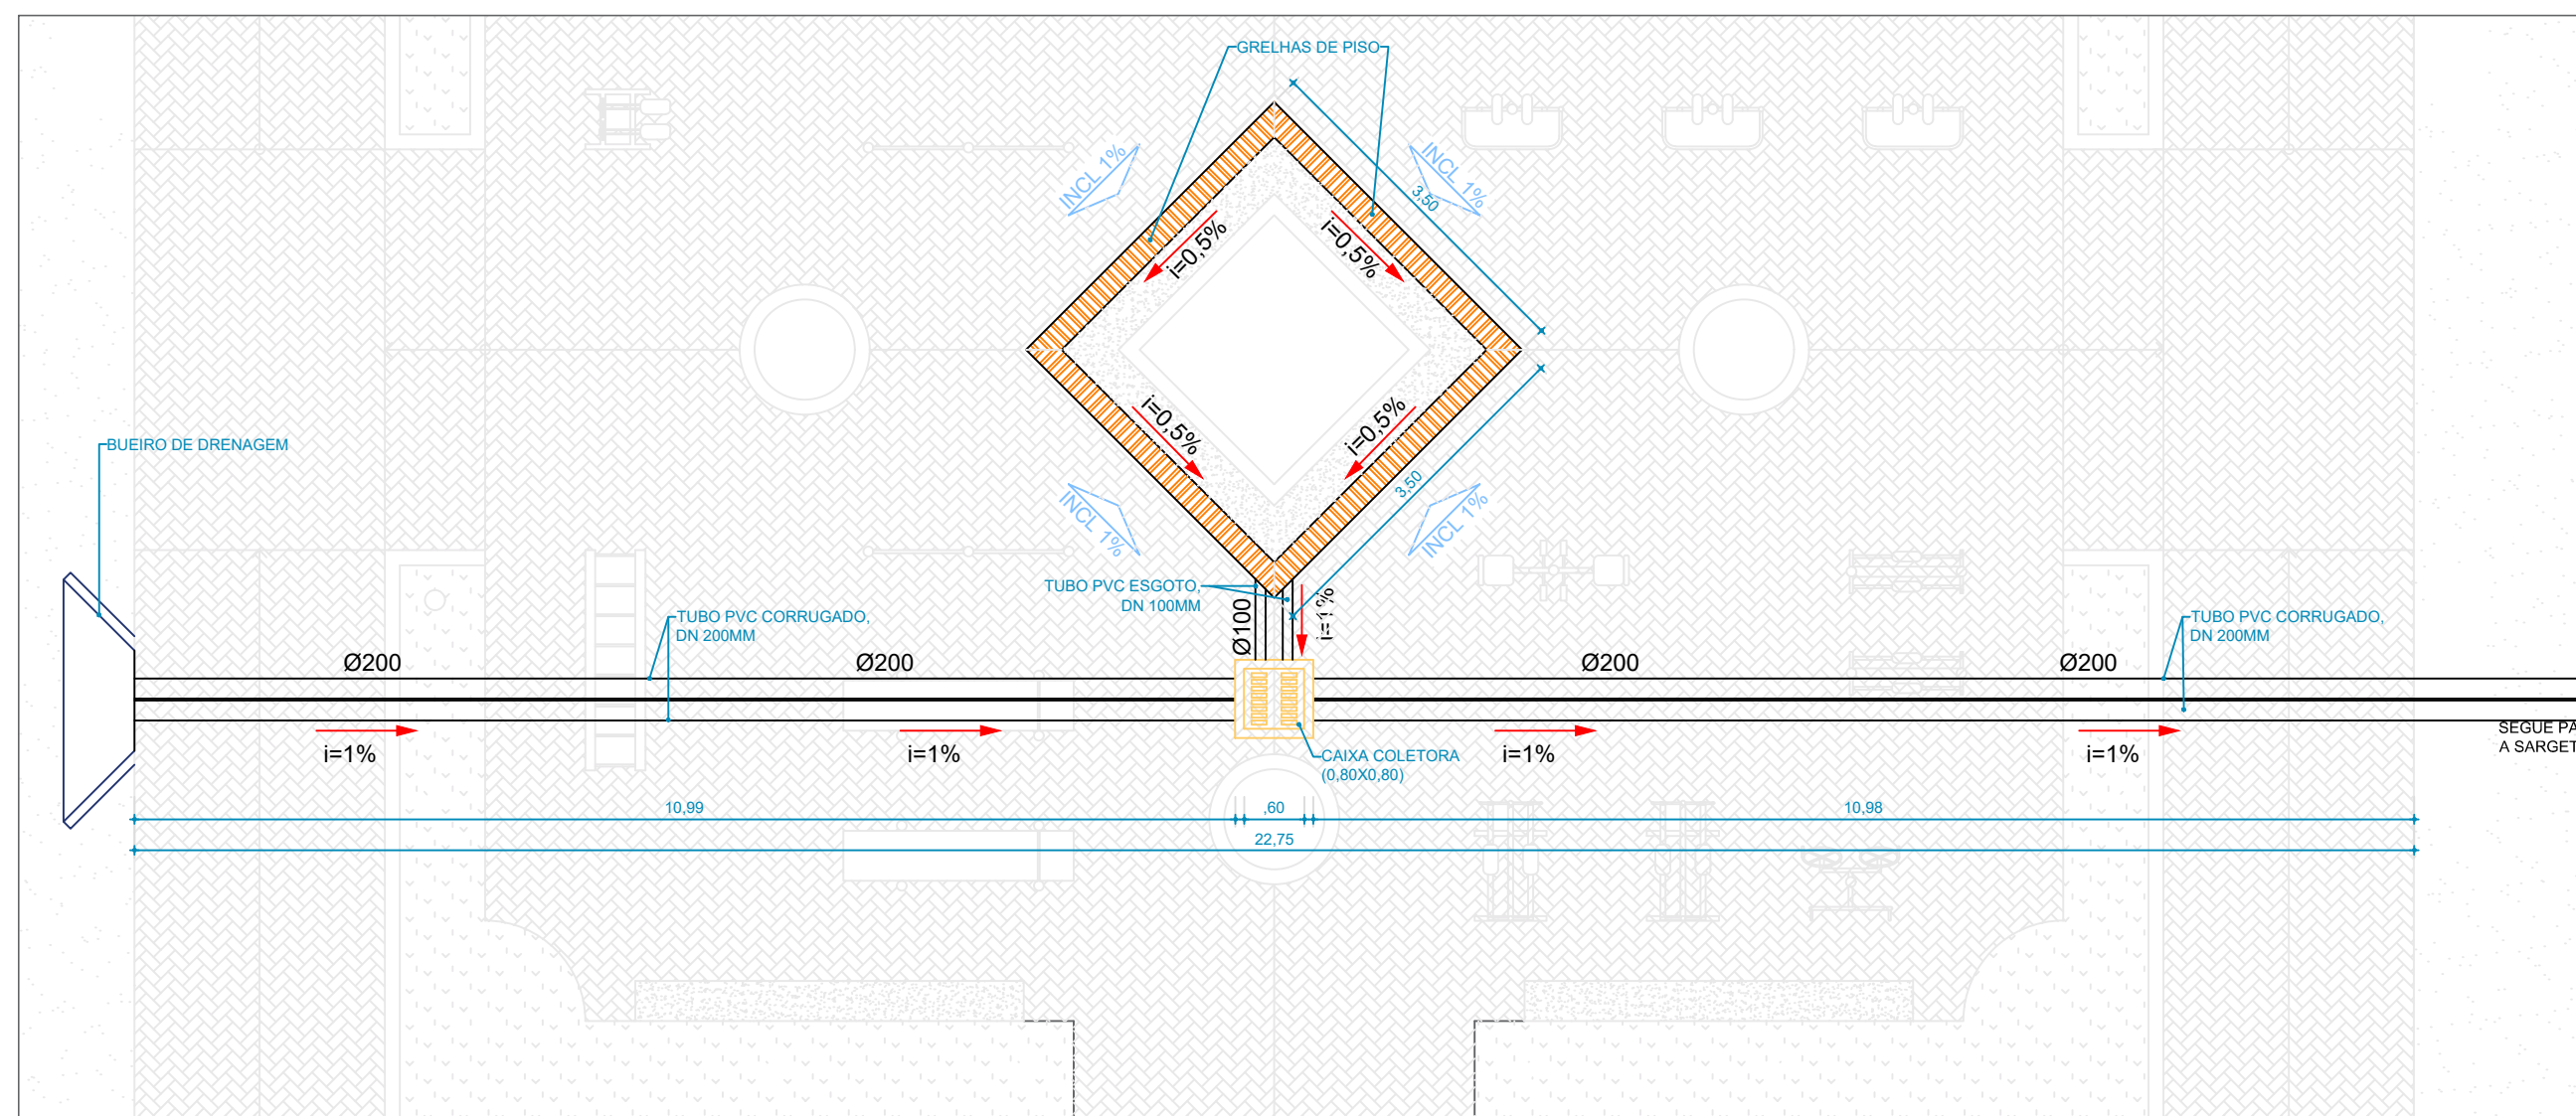 GRELHAS DE PISO
INCL 1%
INCL 1%
3,50
i=0,5%
i=0,5%
i=0,5%
i=0,5%
3,50
INCL 1%
INCL 1%
BUEIRO DE DRENAGEM
TUBO PVC ESGOTO,
DN 100MM
Ø100
i=1%
TUBO PVC CORRUGADO,
DN 200MM
TUBO PVC CORRUGADO,
DN 200MM
Ø200
Ø200
Ø200
Ø200
i=1%
i=1%
i=1%
i=1%
SEGUE PA
A SARGET
CAIXA COLETORA
(0,80X0,80)
10,99
,60
10,98
22,75